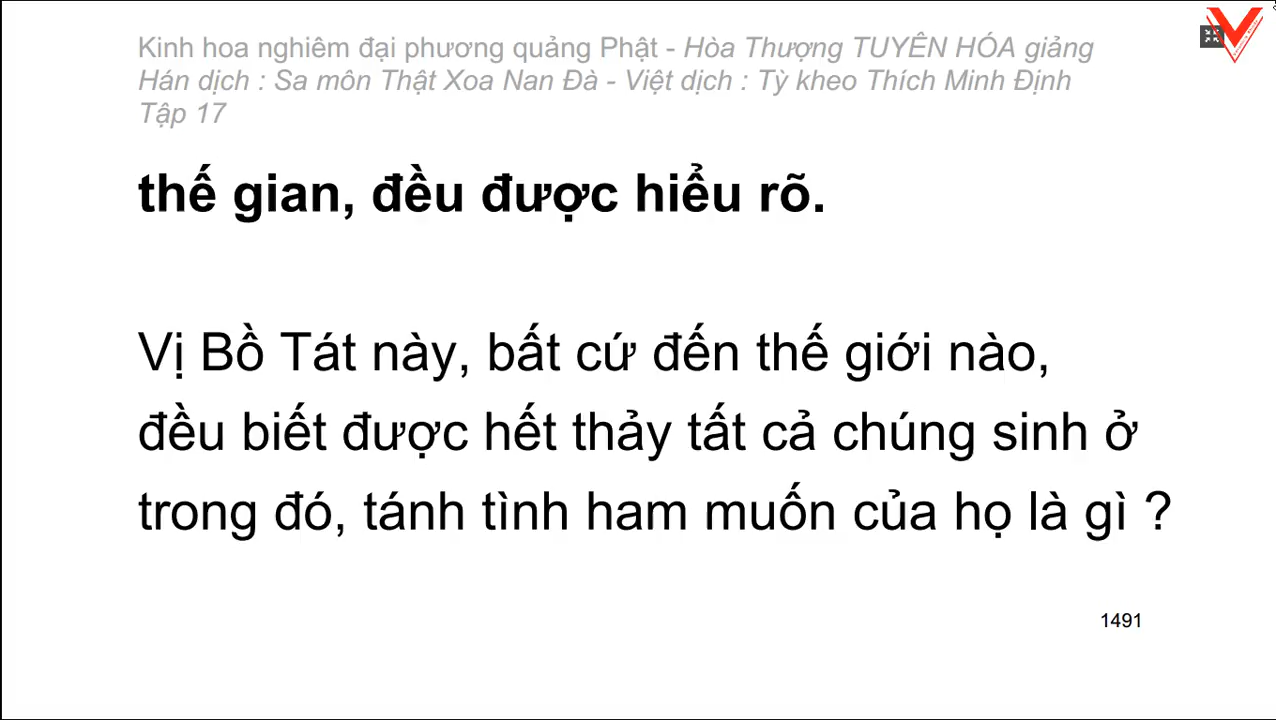 Kinh hoa nghiêm đại phương quảng Phật - Hòa Thượng TUYÊN HÓA giảng
Hán dịch : Sa môn Thật Xoa Nan Đà - Việt dịch : Tỳ kheo Thích Minh Định
Tập 17
thế gian, đều được hiểu rõ.
Vị Bồ Tát này, bất cứ đến thế giới nào,
đều biết được hết thảy tất cả chúng sinh ở
trong đó, tánh tình ham muốn của họ là gì ?
1491